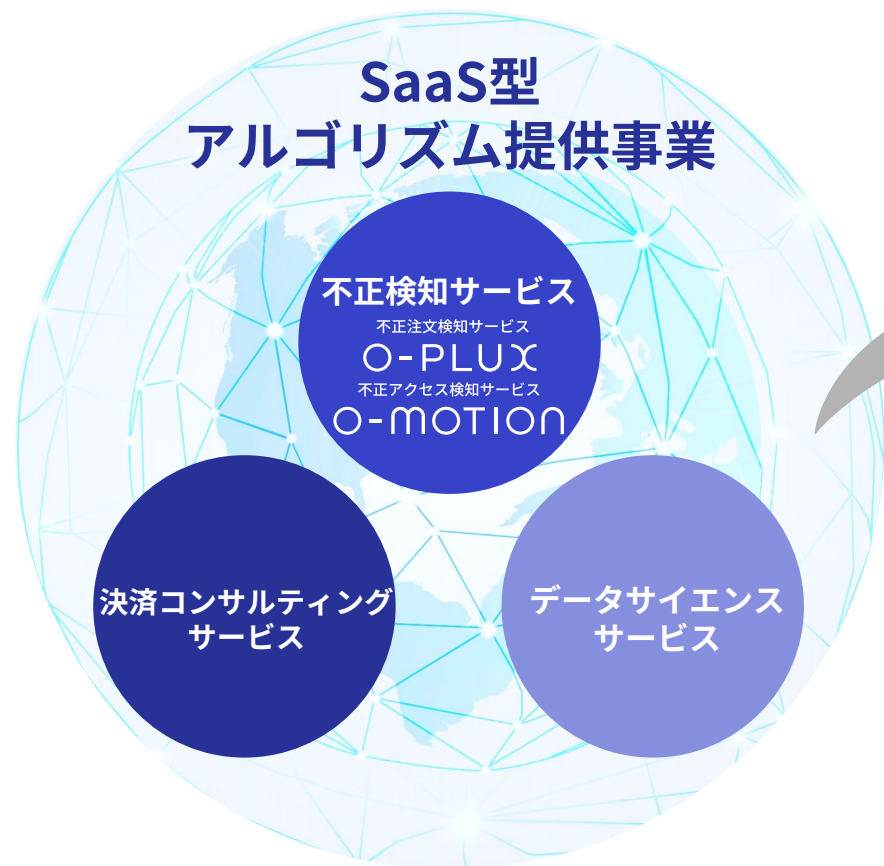 SaaS型
アルゴリズム提供事業
不正検知サービス
不正注文検知サービス
O-PLUX
不正アクセス検知サービス
O-MOTION
決済コンサルティング
サービス
データサイエンス
サービス